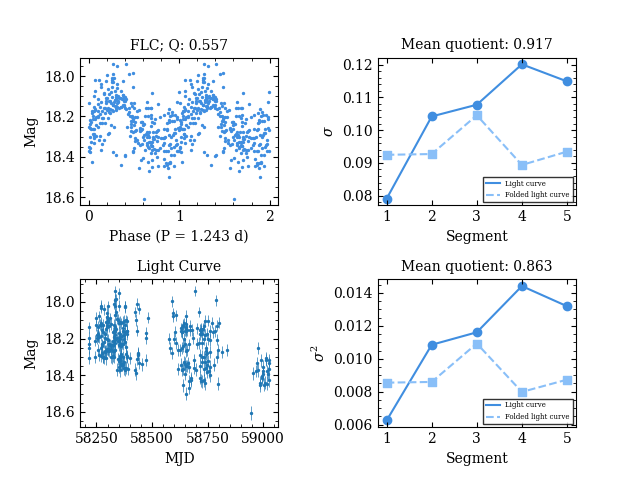 FLC; Q: 0.557
18.0
18.2
18.4
18.6
Mag
0
1
2
Phase (P = 1.243 d)
Mean quotient: 0.917
0.12
0.11
0.10
0.09
0.08
σ
Light curve
Folded light curve
1 2 3 4 5
Segment
Light Curve
18.0
18.2
18.4
18.6
Mag
58250 58500 58750 59000
MJD
Mean quotient: 0.863
0.014
0.012
0.010
0.008
0.006
σ²
Light curve
Folded light curve
1 2 3 4 5
Segment